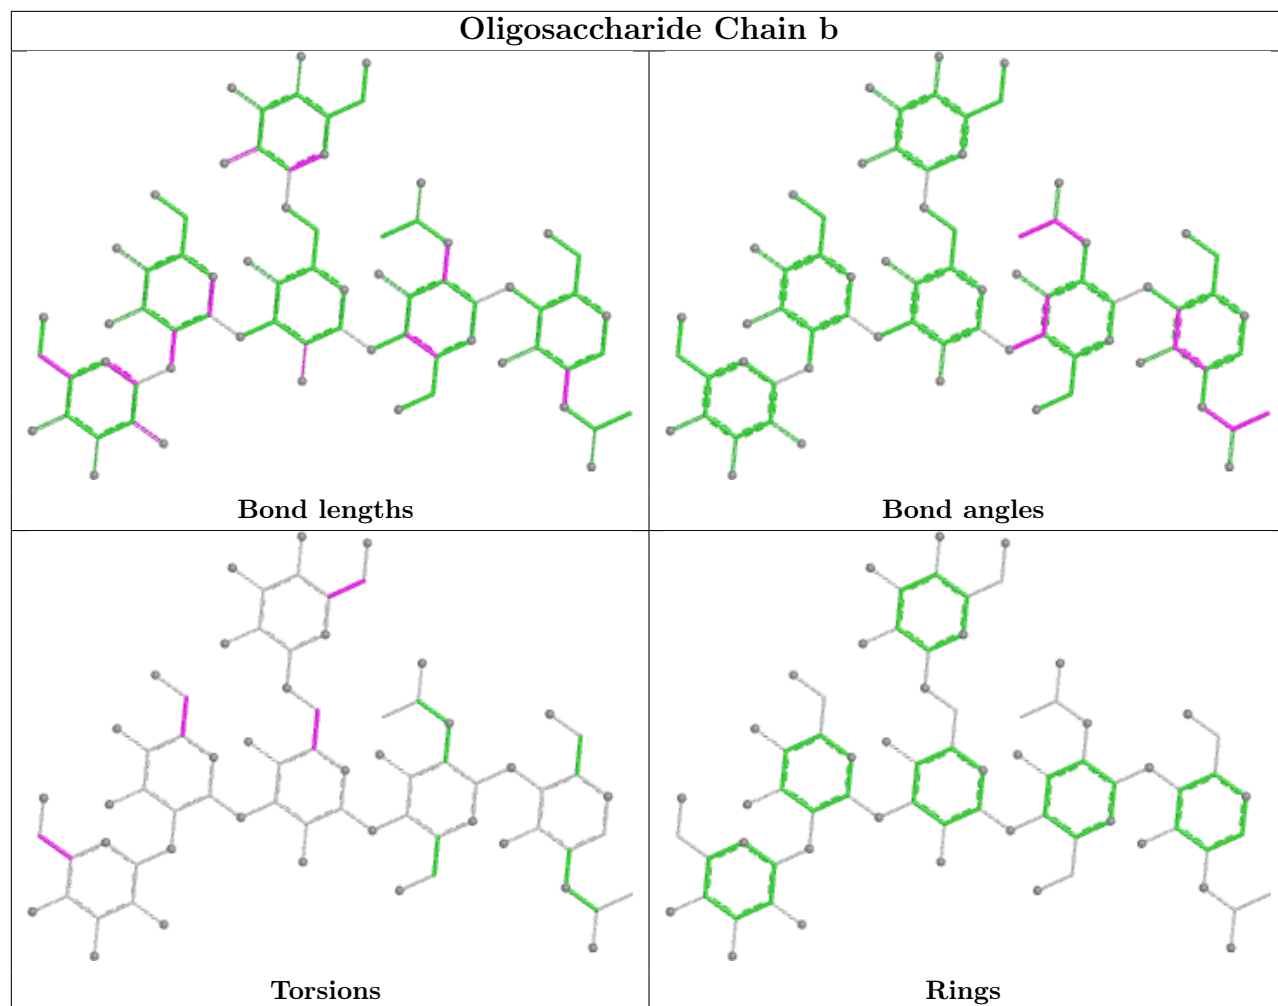 Oligosaccharide Chain b
Bond lengths
Bond angles
Torsions
Rings